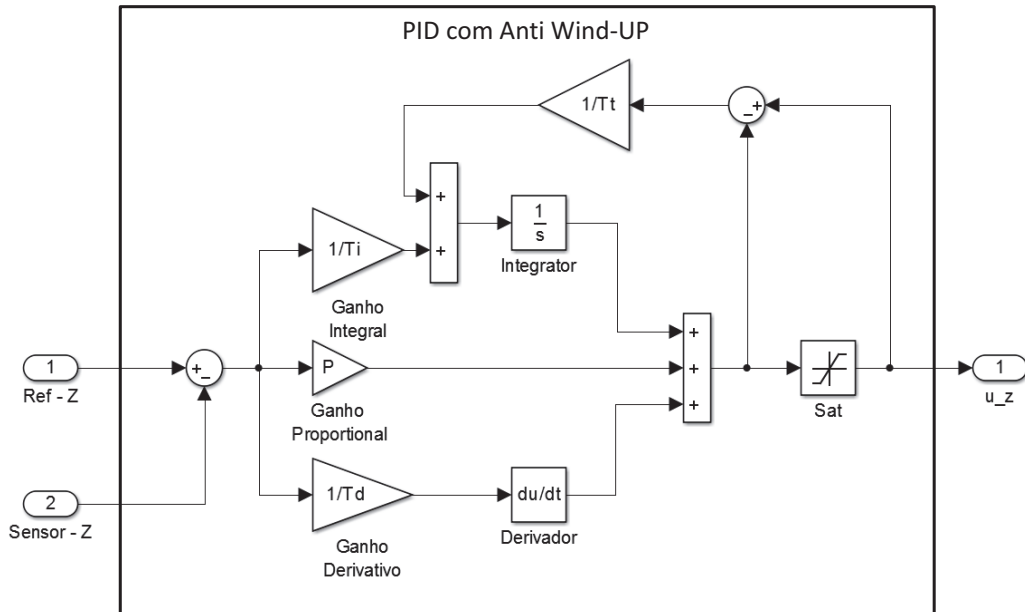 PID com Anti Wind-UP
1/Tt
- +
+
+
1/Ti
1
s
Integrator
Ganho
Integral
1
Ref - Z
+
-
P
Ganho
Proportional
+
+
+
Sat
1
u_z
2
Sensor - Z
1/Td
Ganho
Derivativo
du/dt
Derivador